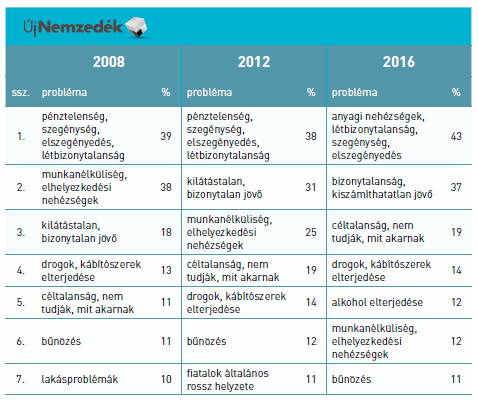 ÚjNemzedék
2008 2012 2016
ssz. probléma % probléma % probléma %
pénztelenség, pénztelenség, anyagi nehézségek,
1. szegénység, 39 szegénység, 38 létbizonytalanság, 43
elszegényedés, elszegényedés, szegénység,
létbizonytalanság létbizonytalanság elszegényedés
munkanélküliség,
2. elhelyezkedési 38 kilátástalan, 31 bizonytalanság, 37
nehézségek bizonytalan jövő kiszámíthatatlan jövő
munkanélküliség,
3. kilátástalan, 18 elhelyezkedési 25 céltalanság, nem 19
bizonytalan jövő nehézségek tudják, mit akarnak
4. drogok, kábítószerek 13 céltalanság, nem 19 drogok, kábítószerek 14
elterjedése tudják, mit akarnak elterjedése
5. céltalanság, nem 11 drogok, kábítószerek 14 alkohol elterjedése 12
tudják, mit akarnak elterjedése
munkanélküliség,
6. bűnözés 11 bűnözés 12 elhelyezkedési 12
nehézségek
7. lakásproblémák 10 fiatalok általános 11 bűnözés 11
rossz helyzete